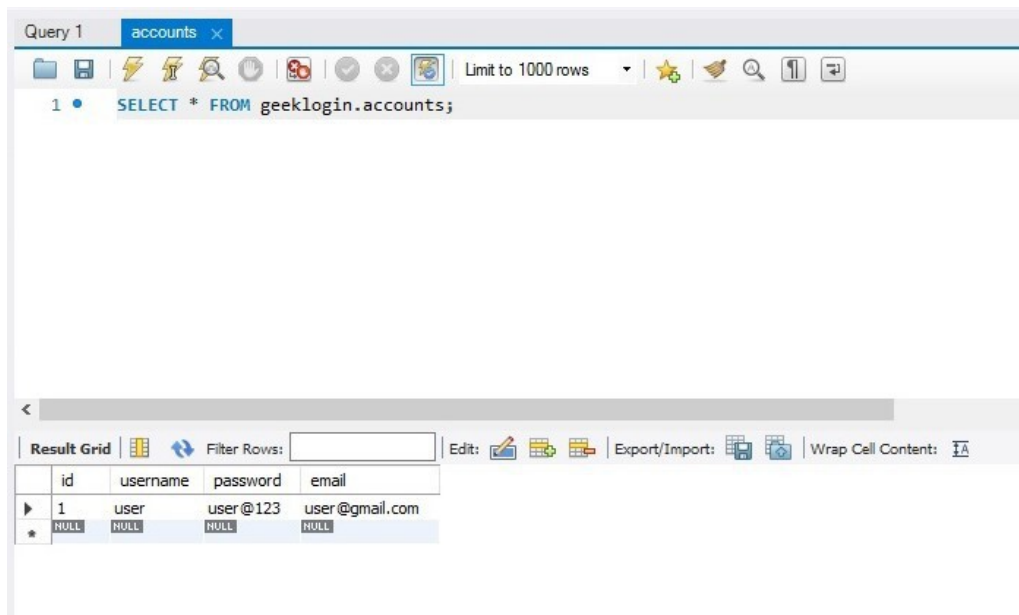 Query 1 accounts
Limit to 1000 rows
1 SELECT * FROM geeklogin.accounts;
Result Grid Filter Rows: Edit: Export/Import: Wrap Cell Content: IA
id username password email
1 user user@123 user@gmail.com
NULL NULL NULL NULL